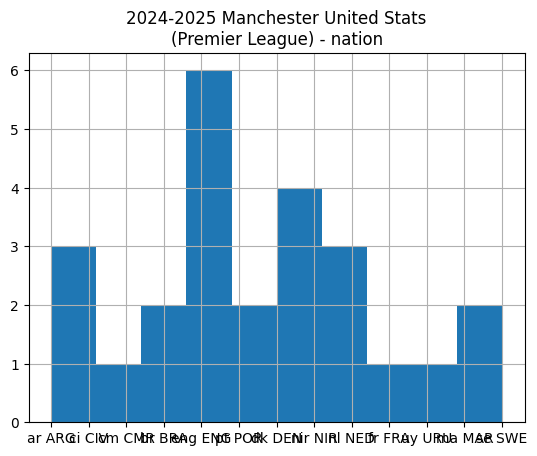 2024-2025 Manchester United Stats
(Premier League) - nation
6
5
4
3
2
1
0
ar ARG ci CIV cm CMR br BRA eng ENG pt POR dk DEN nir NIR nl NED fr FRA uy URU ma MAR se SWE